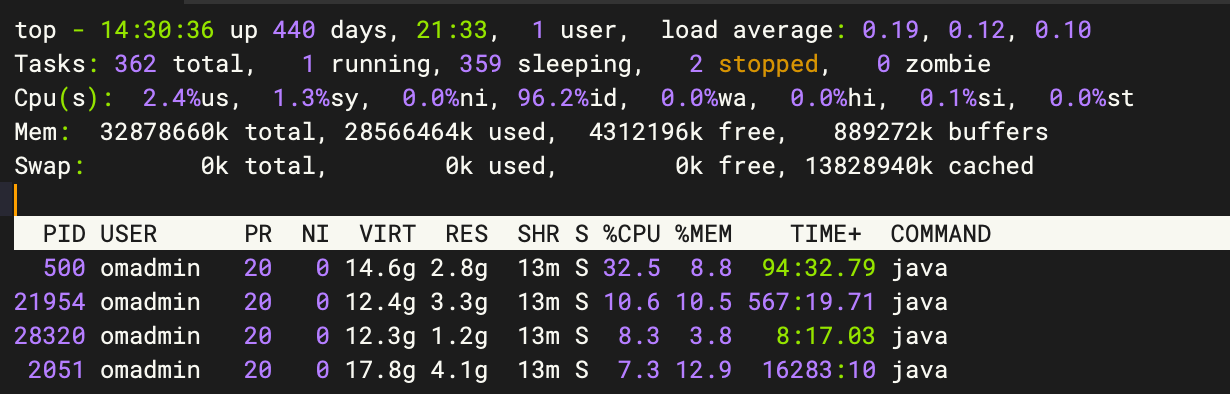 top - 14:30:36 up 440 days, 21:33,  1 user,  load average: 0.19, 0.12, 0.10
Tasks: 362 total,   1 running, 359 sleeping,   2 stopped,   0 zombie
Cpu(s):  2.4%us,  1.3%sy,  0.0%ni, 96.2%id,  0.0%wa,  0.0%hi,  0.1%si,  0.0%st
Mem:  32878660k total, 28566464k used,  4312196k free,   889272k buffers
Swap:        0k total,        0k used,        0k free, 13828940k cached
  PID USER      PR  NI  VIRT  RES  SHR S %CPU %MEM    TIME+  COMMAND
  500 omadmin   20   0 14.6g 2.8g  13m S 32.5  8.8  94:32.79 java
21954 omadmin   20   0 12.4g 3.3g  13m S 10.6 10.5 567:19.71 java
28320 omadmin   20   0 12.3g 1.2g  13m S  8.3  3.8   8:17.03 java
 2051 omadmin   20   0 17.8g 4.1g  13m S  7.3 12.9  16283:10 java